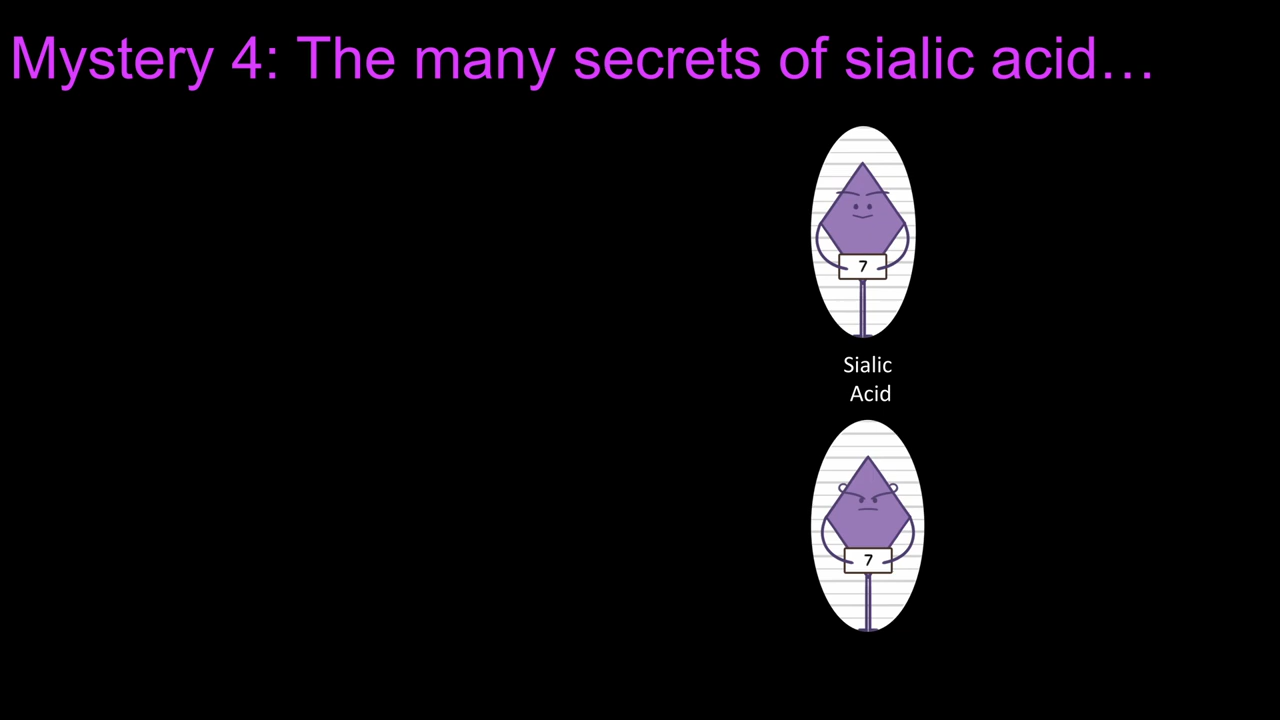 Mystery 4: The many secrets of sialic acid…
7
Sialic
Acid
7